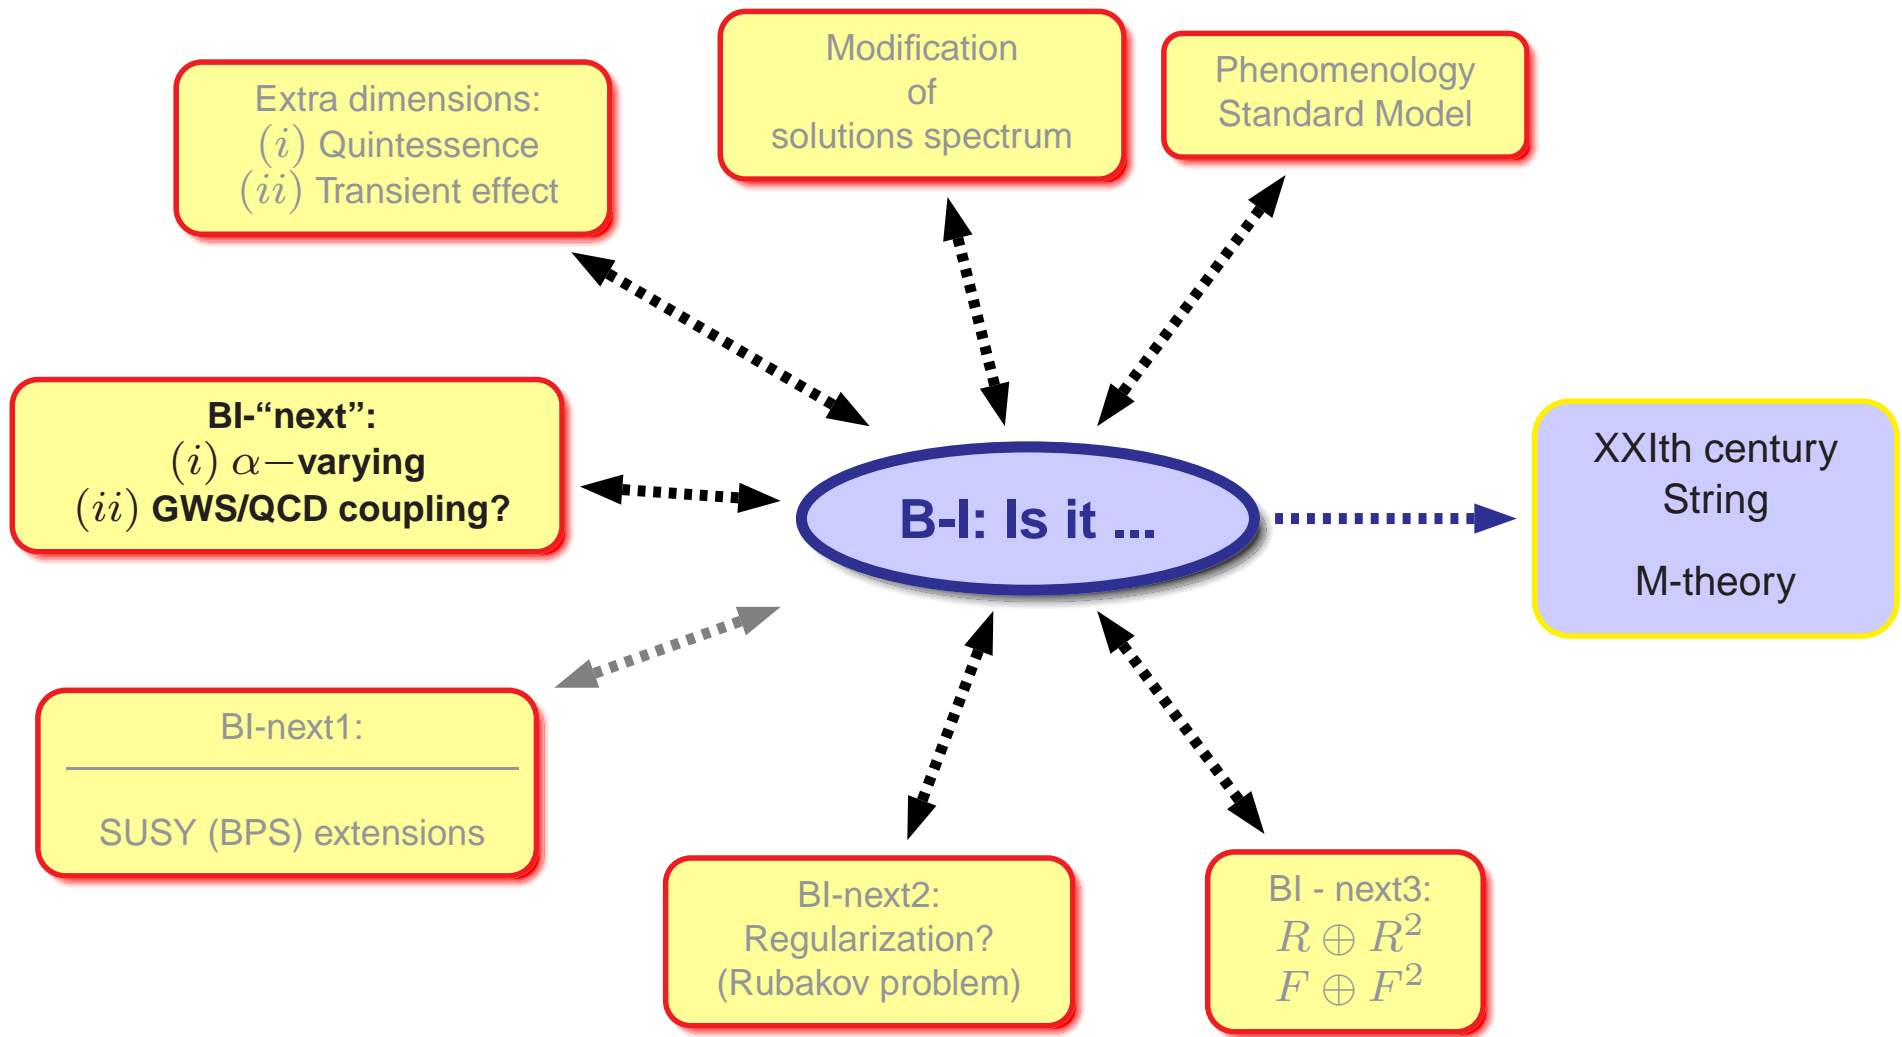 Extra dimensions:
(i) Quintessence
(ii) Transient effect
Modification
of
solutions spectrum
Phenomenology
Standard Model
BI-“next”:
(i) α−varying
(ii) GWS/QCD coupling?
B-I: Is it ...
XXIth century
String
M-theory
BI-next1:
SUSY (BPS) extensions
BI-next2:
Regularization?
(Rubakov problem)
BI - next3:
R ⊕ R²
F ⊕ F²